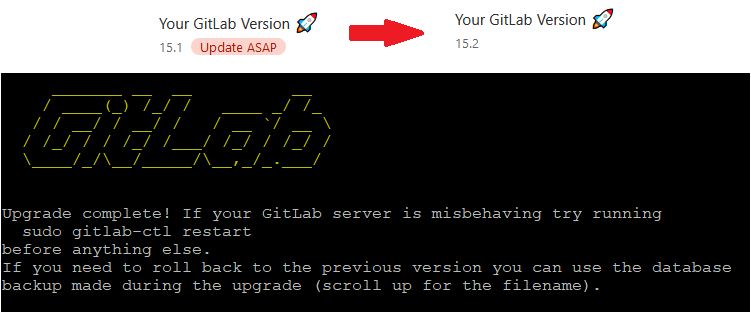 Your GitLab Version 🚀
15.1 Update ASAP
Your GitLab Version 🚀
15.2
GitLab
Upgrade complete! If your GitLab server is misbehaving try running
sudo gitlab-ctl restart
before anything else.
If you need to roll back to the previous version you can use the database
backup made during the upgrade (scroll up for the filename).